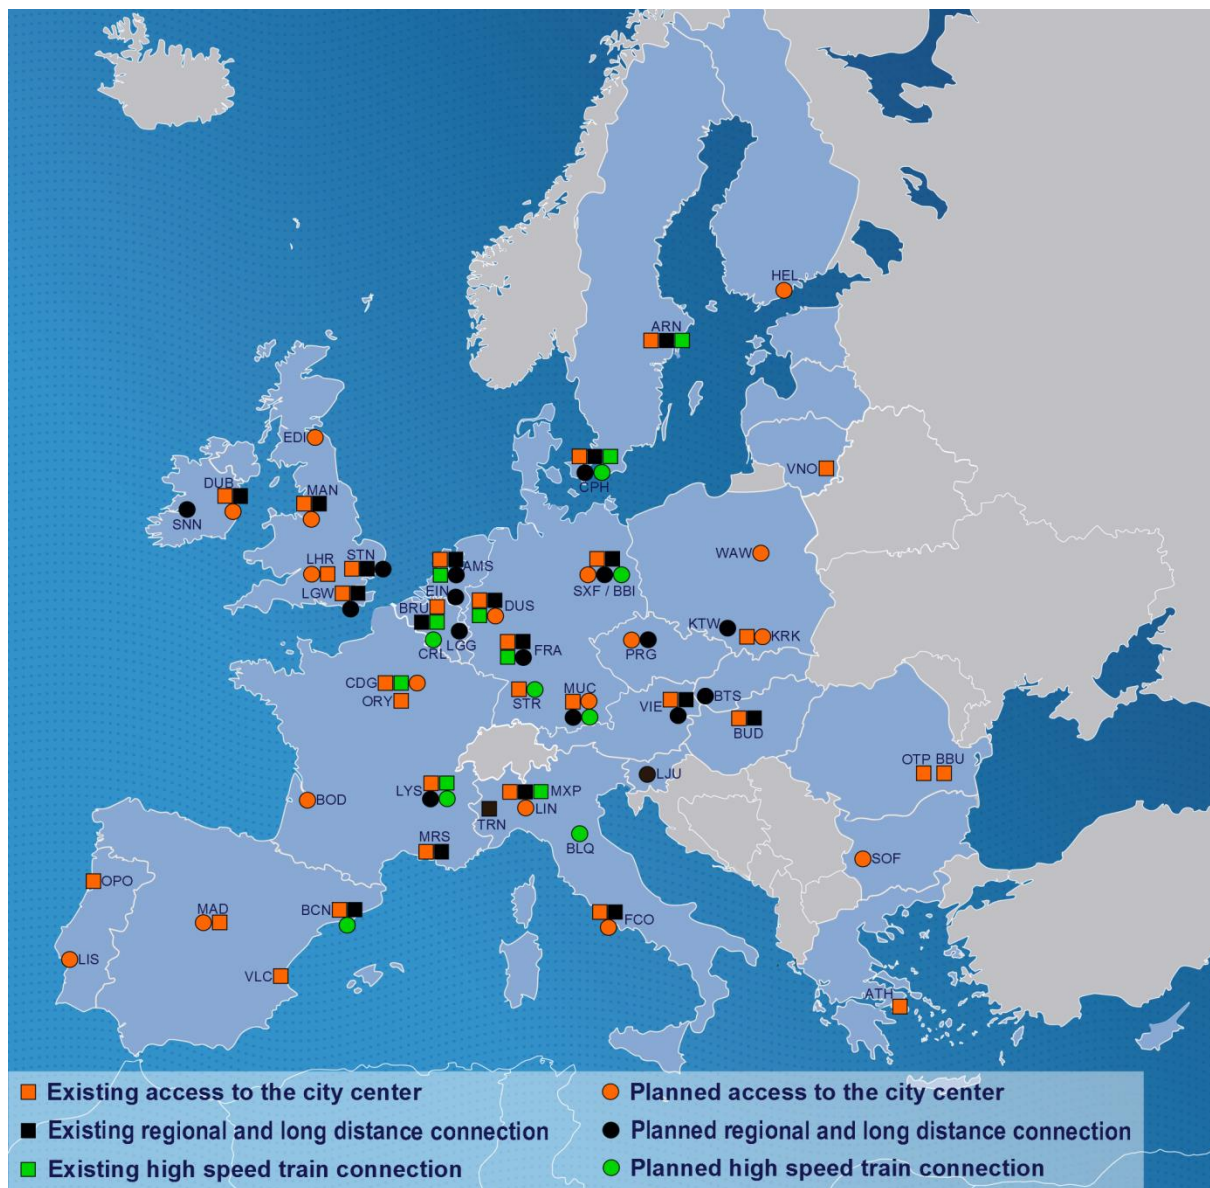 HEL
ARN
EDI
CPH
VNO
DUB
MAN
SNN
WAW
LHR
STN
AMS
SXF / BBI
LGW
EIN
BRU
DUS
KTW
KRK
CRL
LGG
FRA
PRG
CDG
ORY
STR
MUC
VIE
BTS
BUD
OTP
BBU
LJU
BOD
LYS
MXP
LIN
TRN
MRS
BLQ
SOF
OPO
MAD
BCN
FCO
LIS
VLC
ATH
Existing access to the city center
Planned access to the city center
Existing regional and long distance connection
Planned regional and long distance connection
Existing high speed train connection
Planned high speed train connection